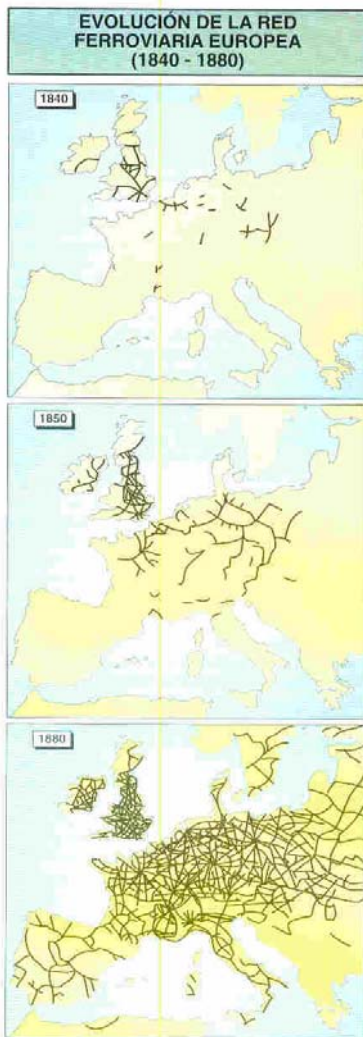 EVOLUCIÓN DE LA RED
FERROVIARIA EUROPEA
(1840 - 1880)
1840
1850
1880